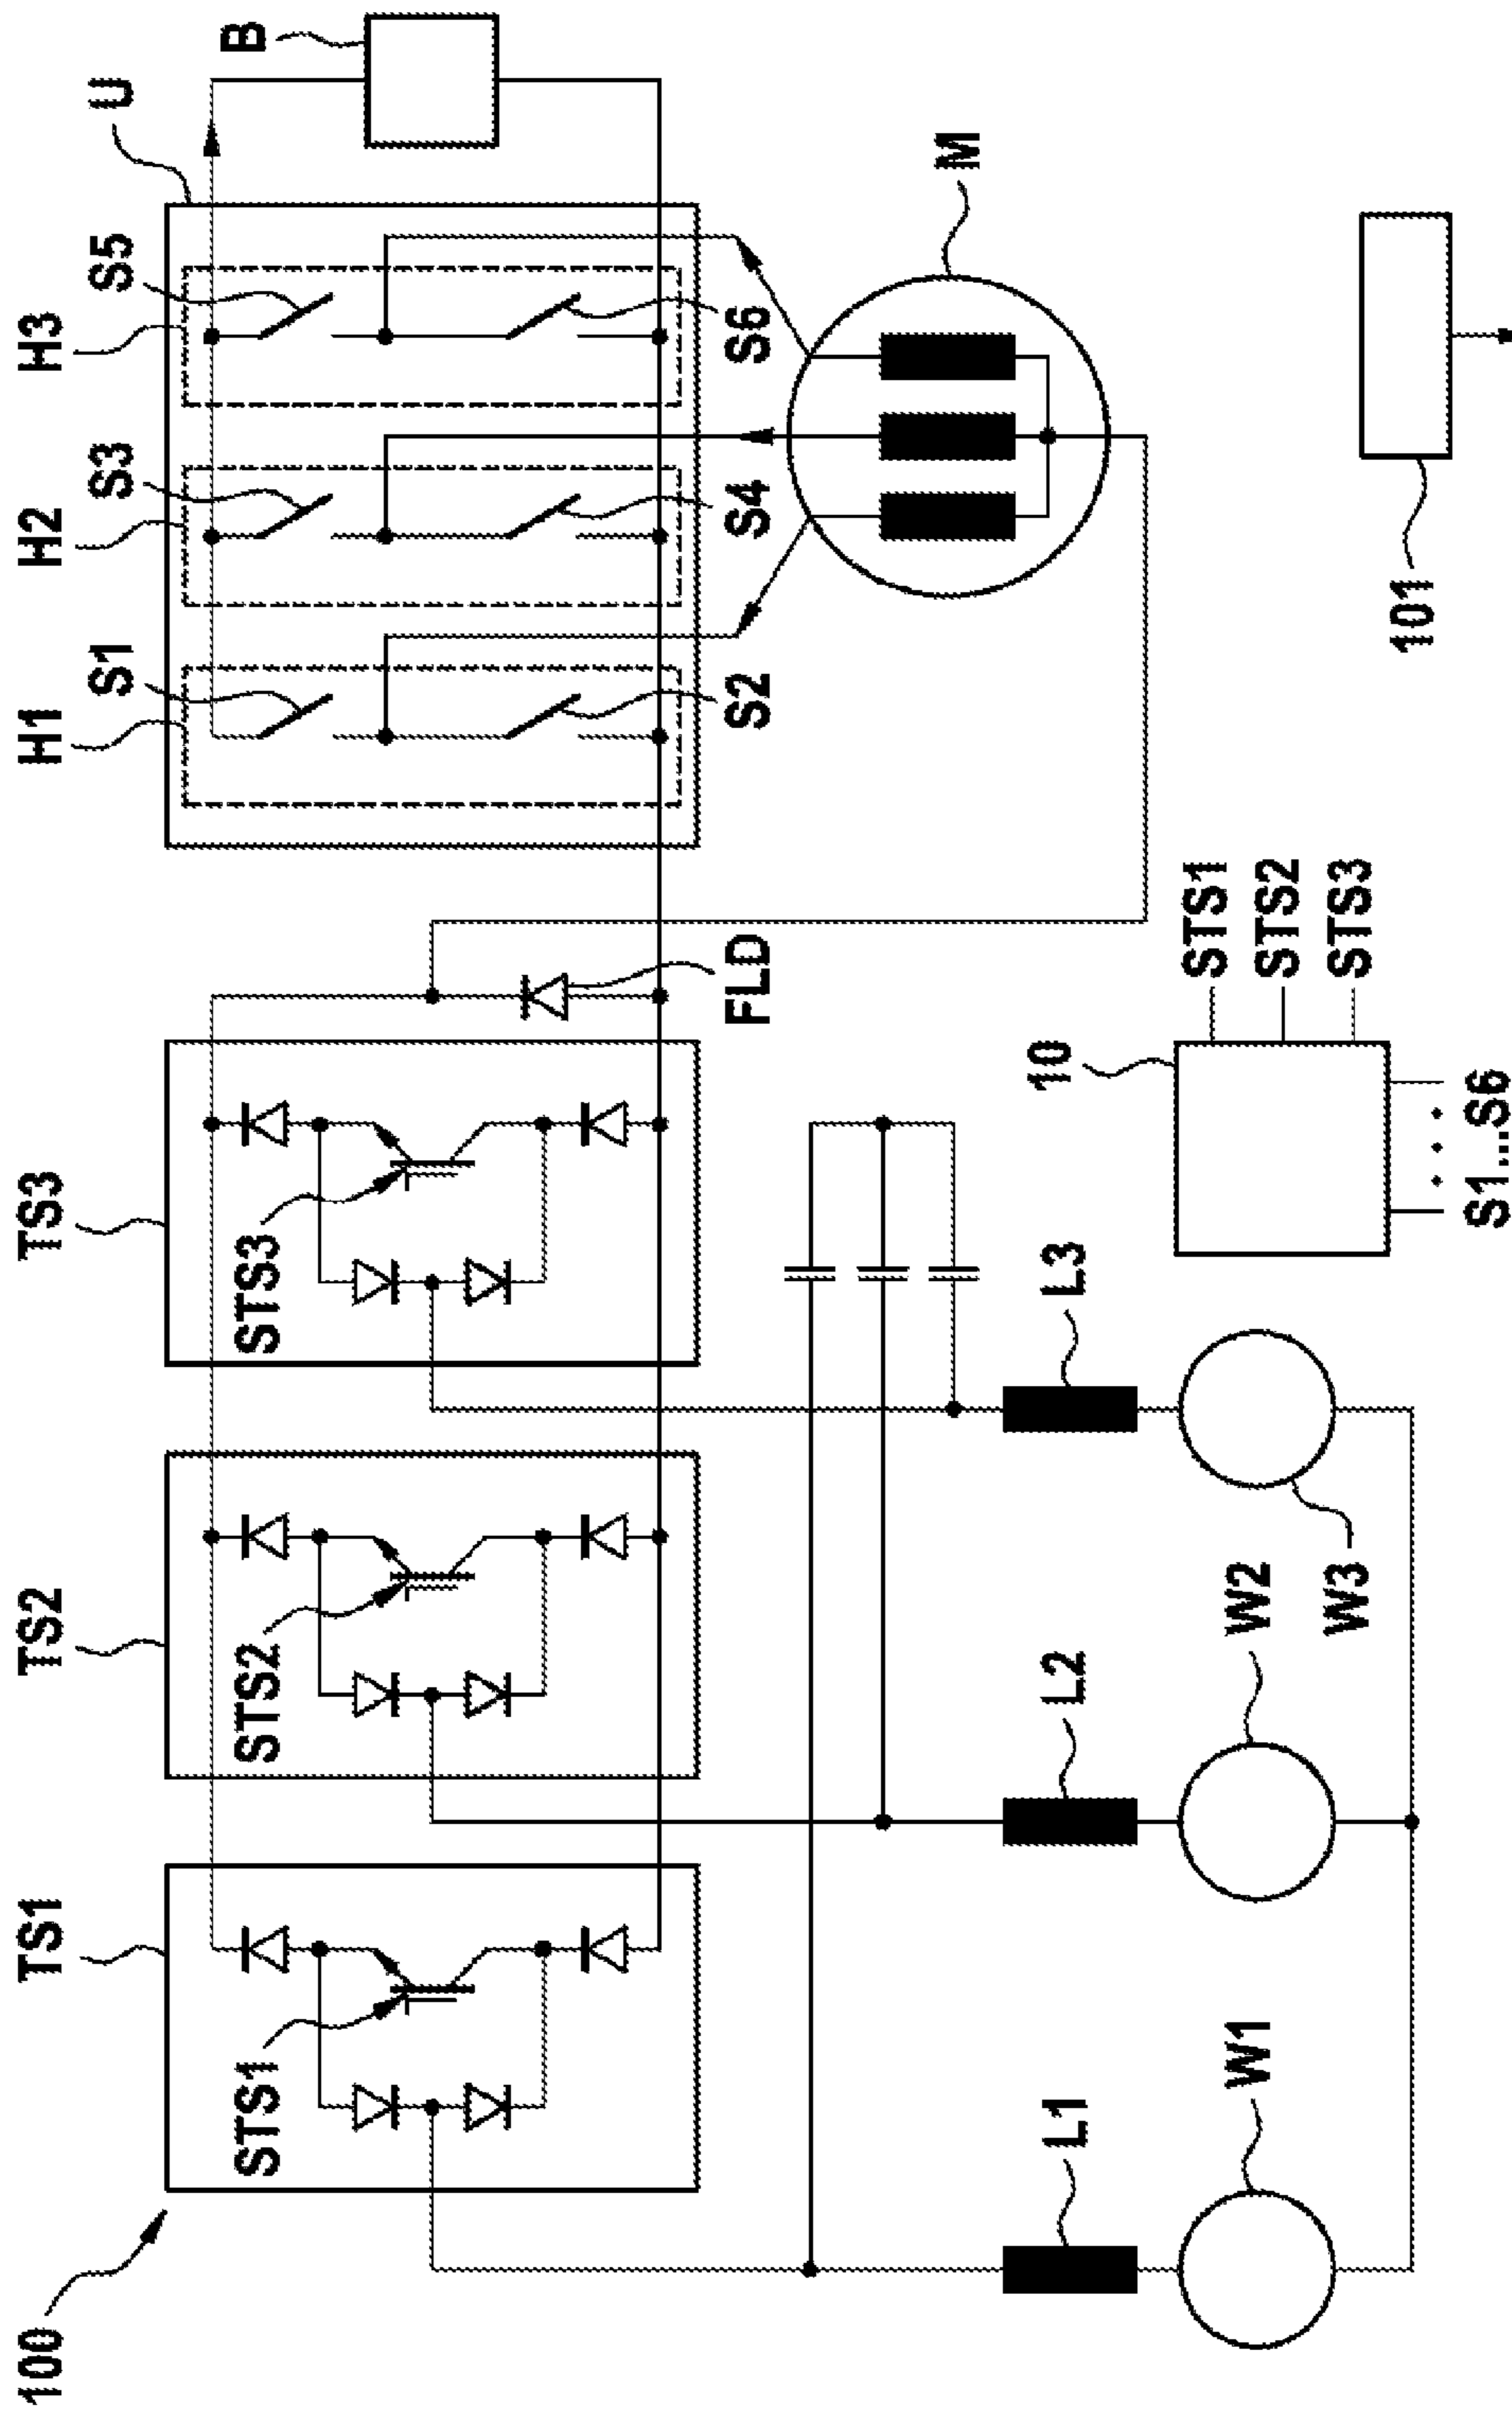 100
TS1
TS2
TS3
H1
H2
H3
S1
S3
S5
U
B
STS1
STS2
STS3
FLD
S2
S4
S6
M
L1
L2
L3
W1
W2
W3
10
STS1
STS2
STS3
S1...S6
101